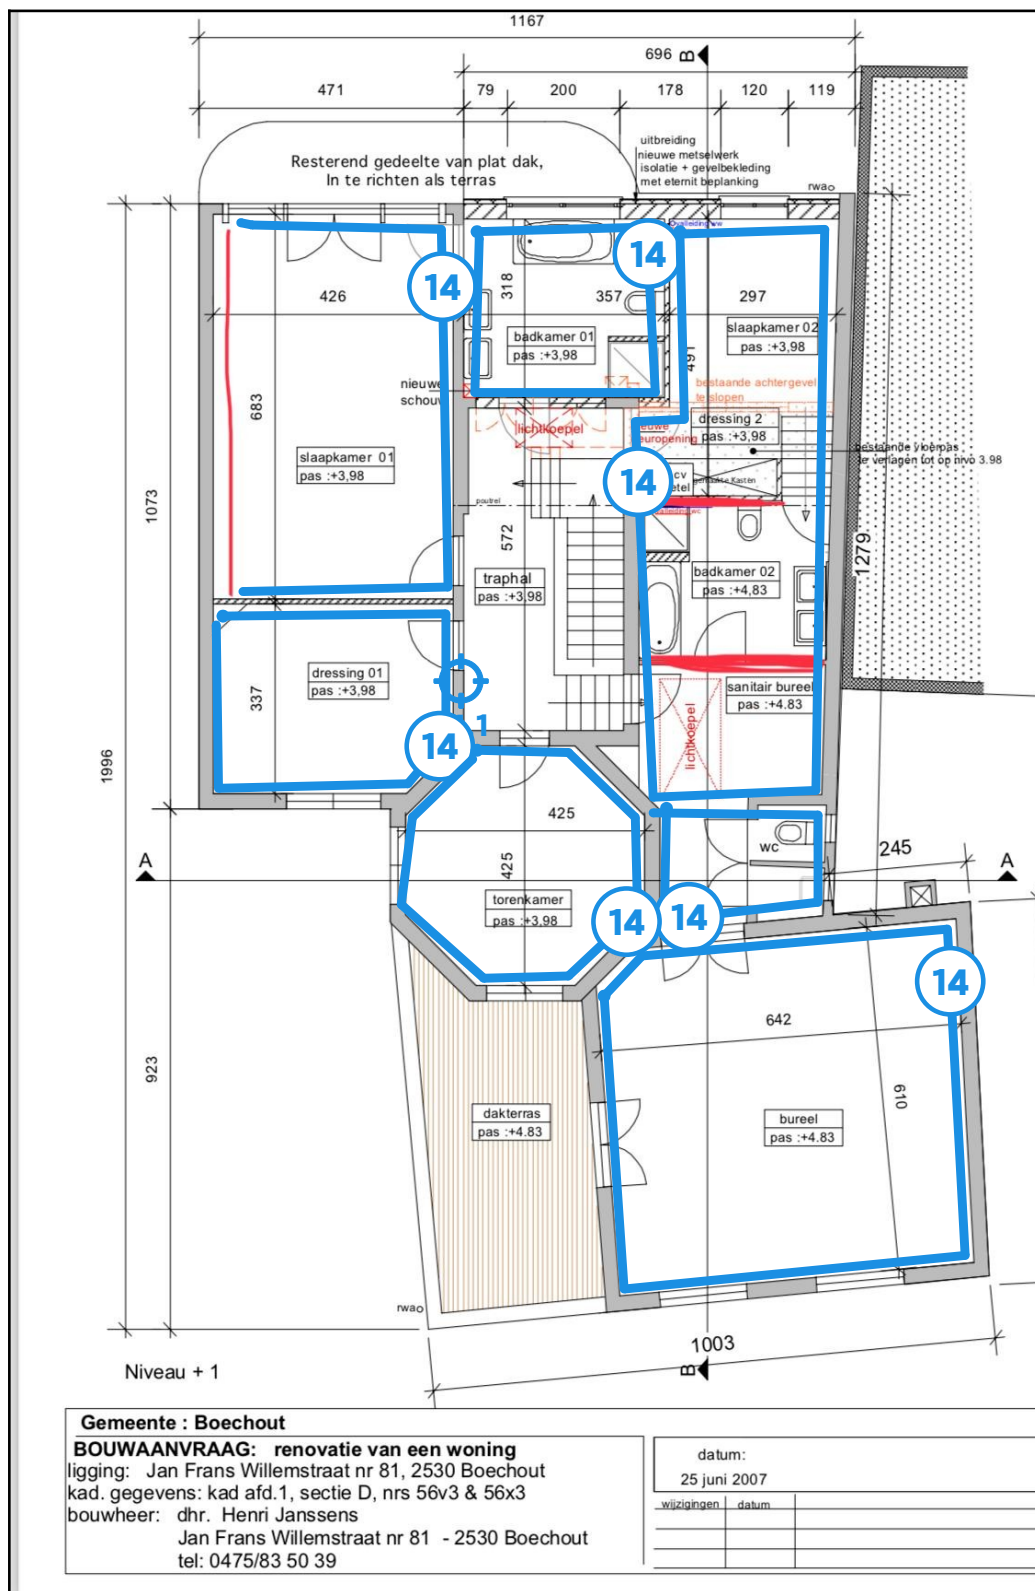 1167
696
B
471
79
200
178
120
119
uitbreiding
nieuwe metselwerk
isolatie + gevelbekleding
met eternit beplanking
Resterend gedeelte van plat dak,
In te richten als terras
rwao
14
14
426
318
357
297
badkamer 01
pas :+3,98
slaapkamer 02
pas :+3,98
491
nieuwe
schouw
bestaande achtergevel
te slopen
683
lichtkoepel
dressing 2
pas :+3,98
bestaande vloerpas
te verlagen tot op nivo 3.98
slaapkamer 01
pas :+3,98
14
cv
poutrel
1073
572
1279
traphal
pas :+3,98
badkamer 02
pas :+4,83
dressing 01
pas :+3,98
337
sanitair bureel
pas :+4.83
lichtkoepel
14
1
1996
425
425
wc
245
A
A
torenkamer
pas :+3,98
14
14
14
642
610
923
dakterras
pas :+4.83
bureel
pas :+4.83
rwao
1003
B
Niveau + 1
Gemeente : Boechout
BOUWAANVRAAG: renovatie van een woning
ligging: Jan Frans Willemstraat nr 81, 2530 Boechout
kad. gegevens: kad afd.1, sectie D, nrs 56v3 & 56x3
bouwheer: dhr. Henri Janssens
Jan Frans Willemstraat nr 81 - 2530 Boechout
tel: 0475/83 50 39
datum:
25 juni 2007
wijzigingen datum